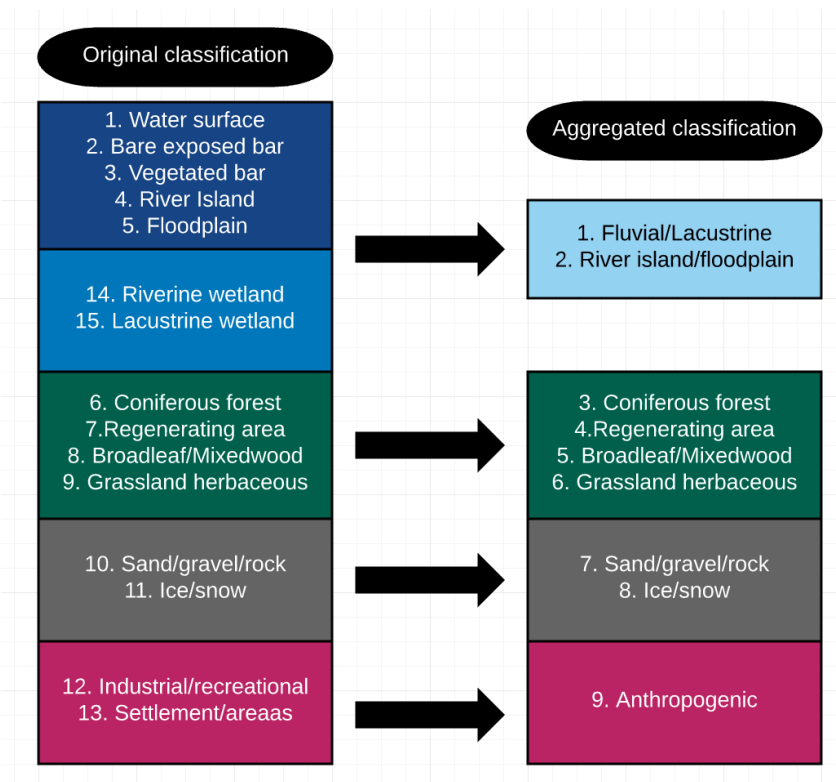 Original classification
1. Water surface
2. Bare exposed bar
3. Vegetated bar
4. River Island
5. Floodplain
14. Riverine wetland
15. Lacustrine wetland
6. Coniferous forest
7.Regenerating area
8. Broadleaf/Mixedwood
9. Grassland herbaceous
10. Sand/gravel/rock
11. Ice/snow
12. Industrial/recreational
13. Settlement/areaas
Aggregated classification
1. Fluvial/Lacustrine
2. River island/floodplain
3. Coniferous forest
4.Regenerating area
5. Broadleaf/Mixedwood
6. Grassland herbaceous
7. Sand/gravel/rock
8. Ice/snow
9. Anthropogenic